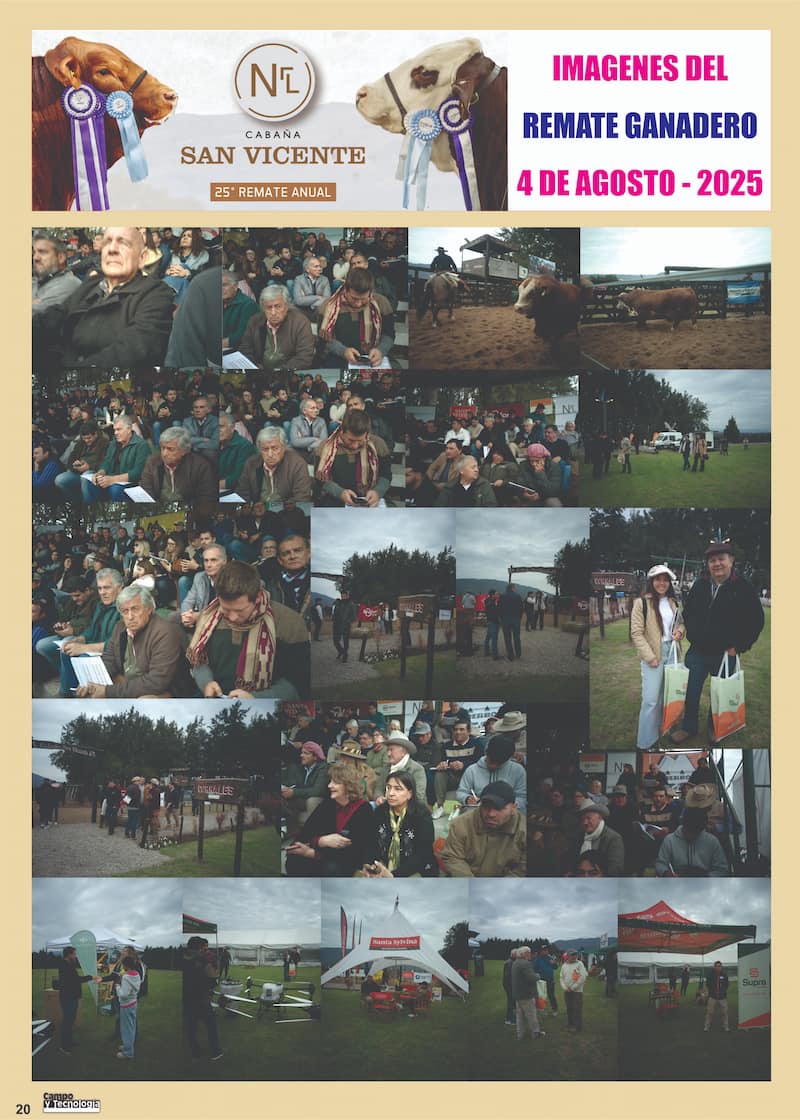 NrL
CABAÑA
SAN VICENTE
25° REMATE ANUAL
IMAGENES DEL
REMATE GANADERO
4 DE AGOSTO - 2025
CORRALES
CORRALES
Santa Sylvina
Supra
20
Campo
y Tecnología